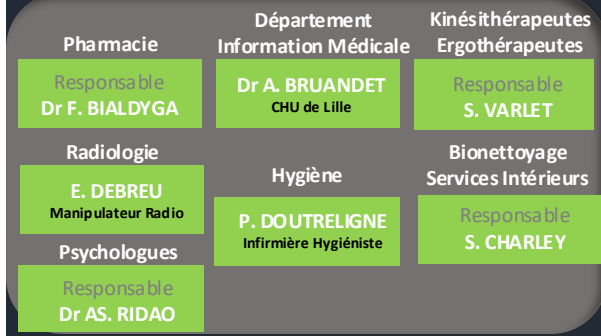 Pharmacie
Responsable
Dr F. BIALDYGA
Département
Information Médicale
Dr A. BRUANDET
CHU de Lille
Kinésithérapeutes
Ergothérapeutes
Responsable
S. VARLET
Radiologie
E. DEBREU
Manipulateur Radio
Hygiène
P. DOUTRELIGNE
Infirmière Hygiéniste
Bionettoyage
Services Intérieurs
Responsable
S. CHARLEY
Psychologues
Responsable
Dr AS. RIDAO